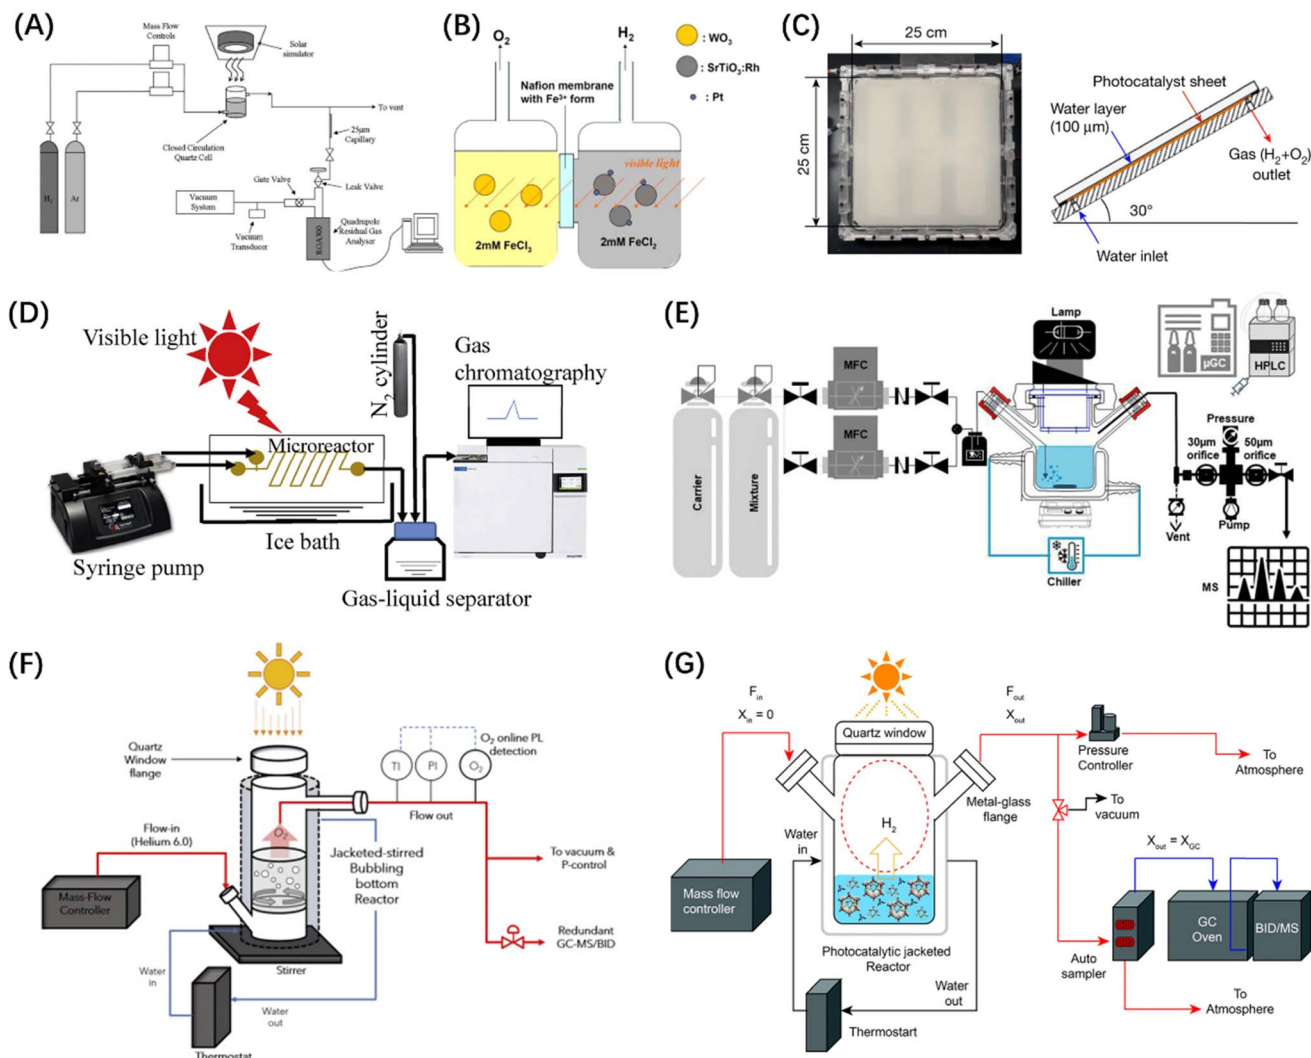 (A)
Mass Flow
Controls
Solar
simulator
To vent
25μm
Capillary
Closed Circulation
Quartz Cell
Gate Valve
Leak Valve
Vacuum
System
Vacuum
Transducer
Quadrupole
Residual Gas
Analyser
RGA300
H2
Ar
(B)
O2
H2
: WO3
: SrTiO3:Rh
: Pt
Nafion membrane
with Fe3+ form
visible light
2mM FeCl3
2mM FeCl2
(C)
25 cm
25 cm
Photocatalyst sheet
Water layer
(100 μm)
Gas (H2+O2)
outlet
30°
Water inlet
(D)
Visible light
N2 cylinder
Gas
chromatography
Microreactor
Ice bath
Syringe pump
Gas-liquid separator
(E)
Lamp
μGC
HPLC
MFC
MFC
Carrier
Mixture
Pressure
30μm
orifice
50μm
orifice
Vent
Pump
Chiller
MS
(F)
Quartz
Window
flange
O2 online PL
detection
TI
PI
O2
Flow out
O2
Flow-in
(Helium 6.0)
Mass-Flow
Controller
Jacketed-stirred
Bubbling
bottom
Reactor
To vacuum &
P-control
Redundant
GC-MS/BID
Stirrer
Water
in
Water
out
Thermostat
(G)
Fin
Xin = 0
Fout
Xout
Quartz window
Pressure
Controller
To
Atmosphere
Metal-glass
flange
To
vacuum
H2
Water
in
Xout = XGC
Mass flow
controller
GC
Oven
BID/MS
Photocatalytic jacketed
Reactor
Auto
sampler
Water
out
To
Atmosphere
Thermostart